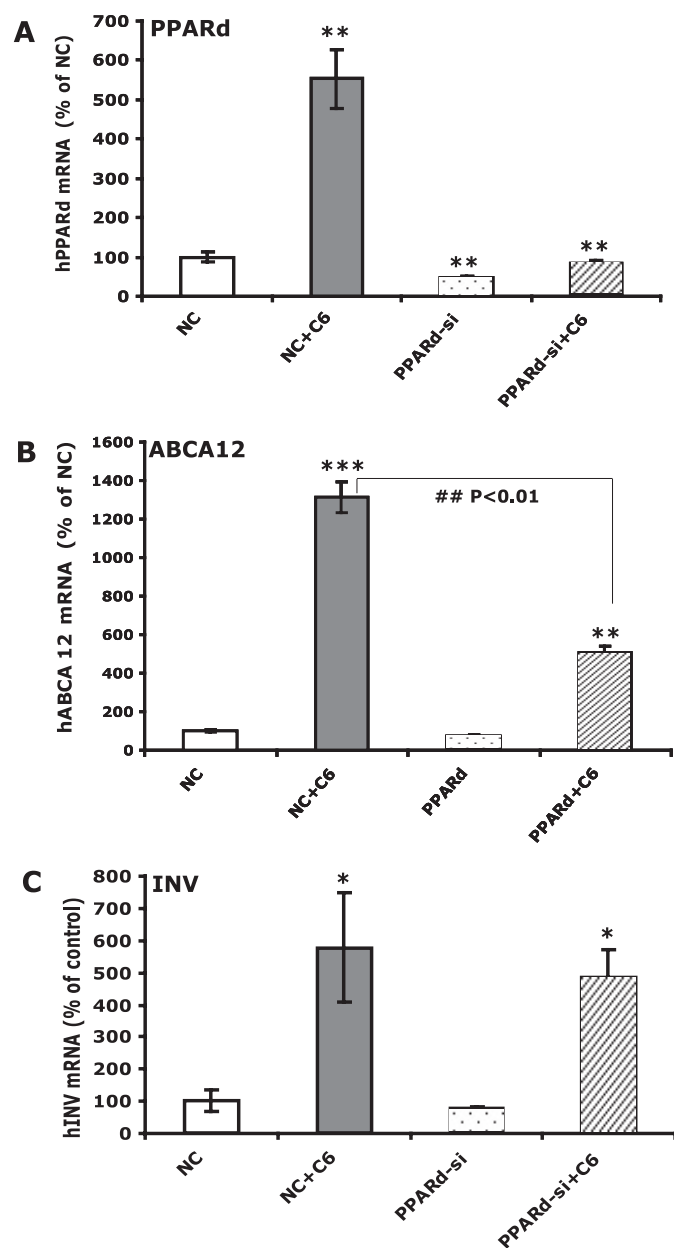 A
PPARd
hPPARd mRNA (% of NC)
700
600
500
400
300
200
100
0
**
**
**
NC
NC+C6
PPARd-si
PPARd-si+C6
B
ABCA12
hABCA 12 mRNA (% of NC)
1600
1400
1200
1000
800
600
400
200
0
***
## P<0.01
**
NC
NC+C6
PPARd
PPARd+C6
C
INV
hINV mRNA (% of control)
800
700
600
500
400
300
200
100
0
*
*
NC
NC+C6
PPARd-si
PPARd-si+C6